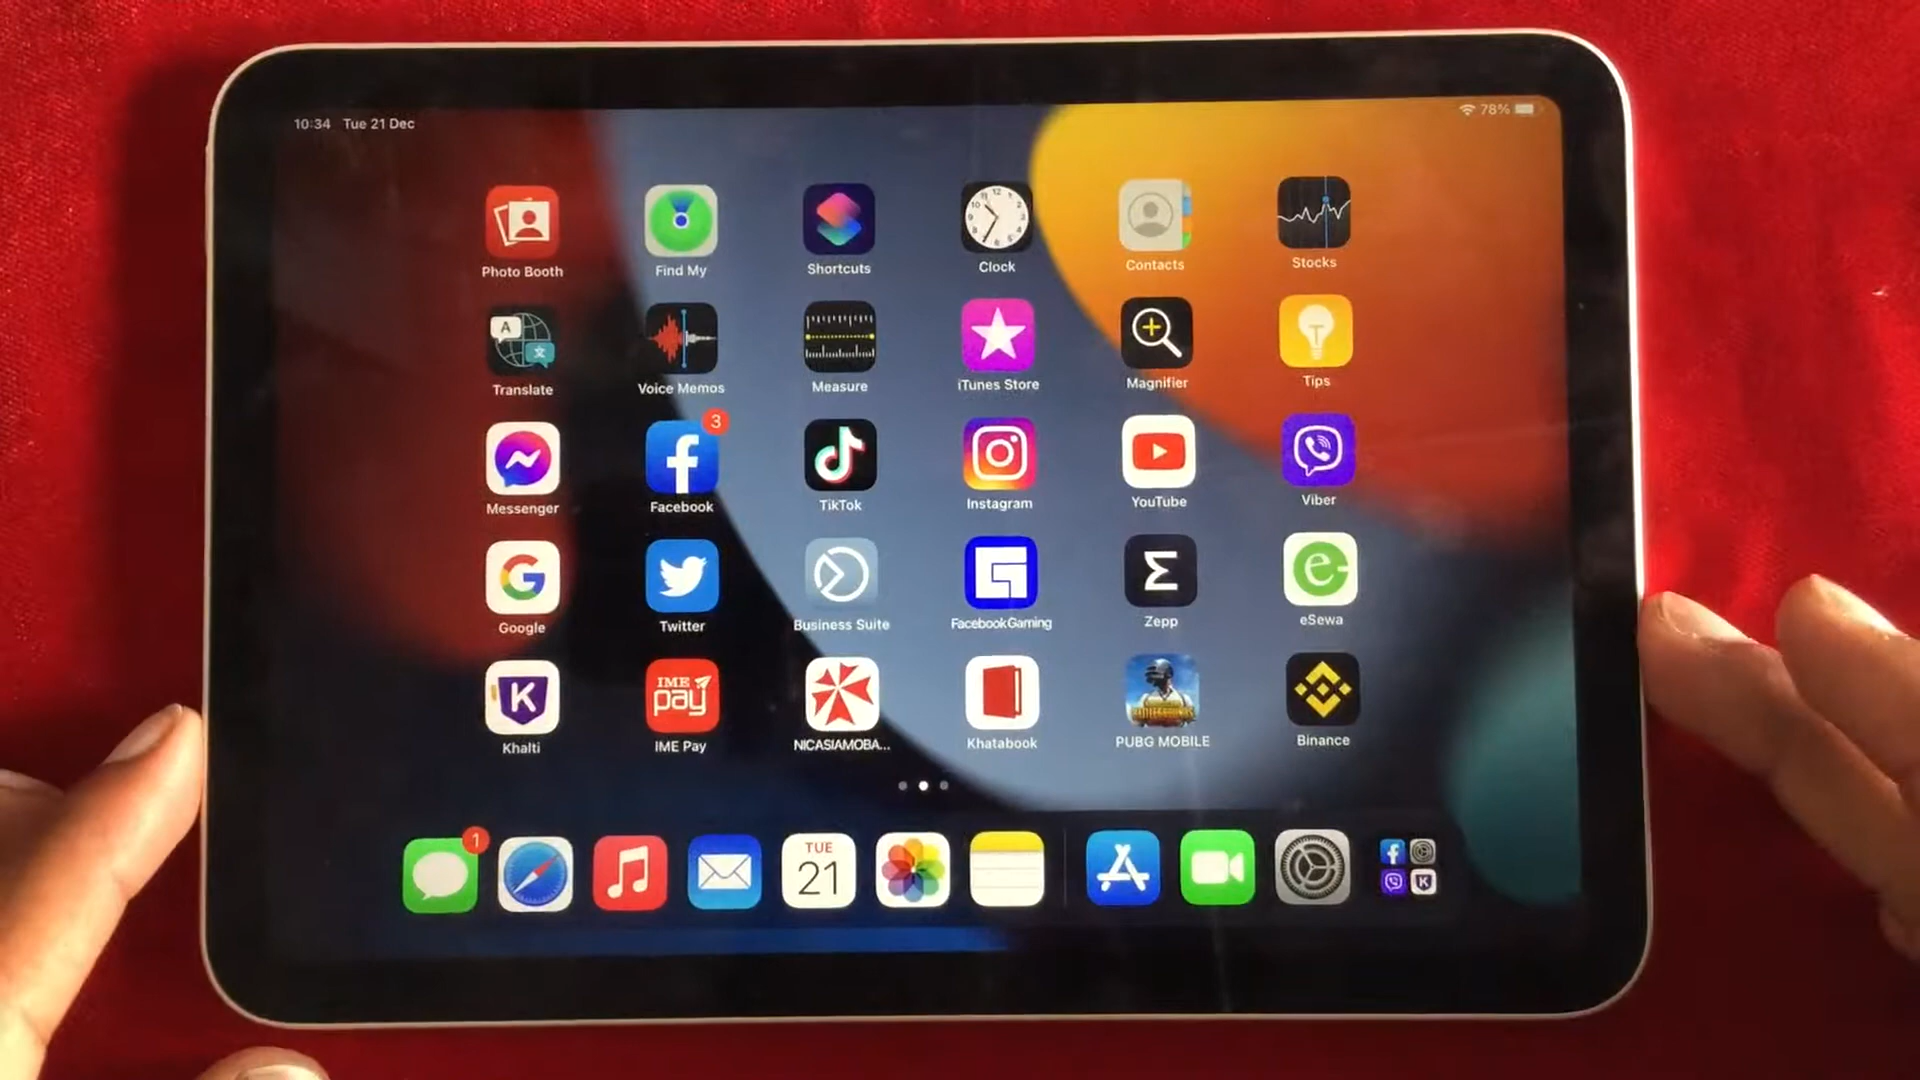 10:34 Tue 21 Dec
78%
Photo Booth
Find My
Shortcuts
Clock
Contacts
Stocks
Translate
Voice Memos
Measure
iTunes Store
Magnifier
Tips
3
Messenger
Facebook
TikTok
Instagram
YouTube
Viber
Google
Twitter
Business Suite
FacebookGaming
Zepp
eSewa
IME
pay
Khalti
IME Pay
NICASIAMOBA...
Khatabook
PUBG MOBILE
Binance
1
TUE
21